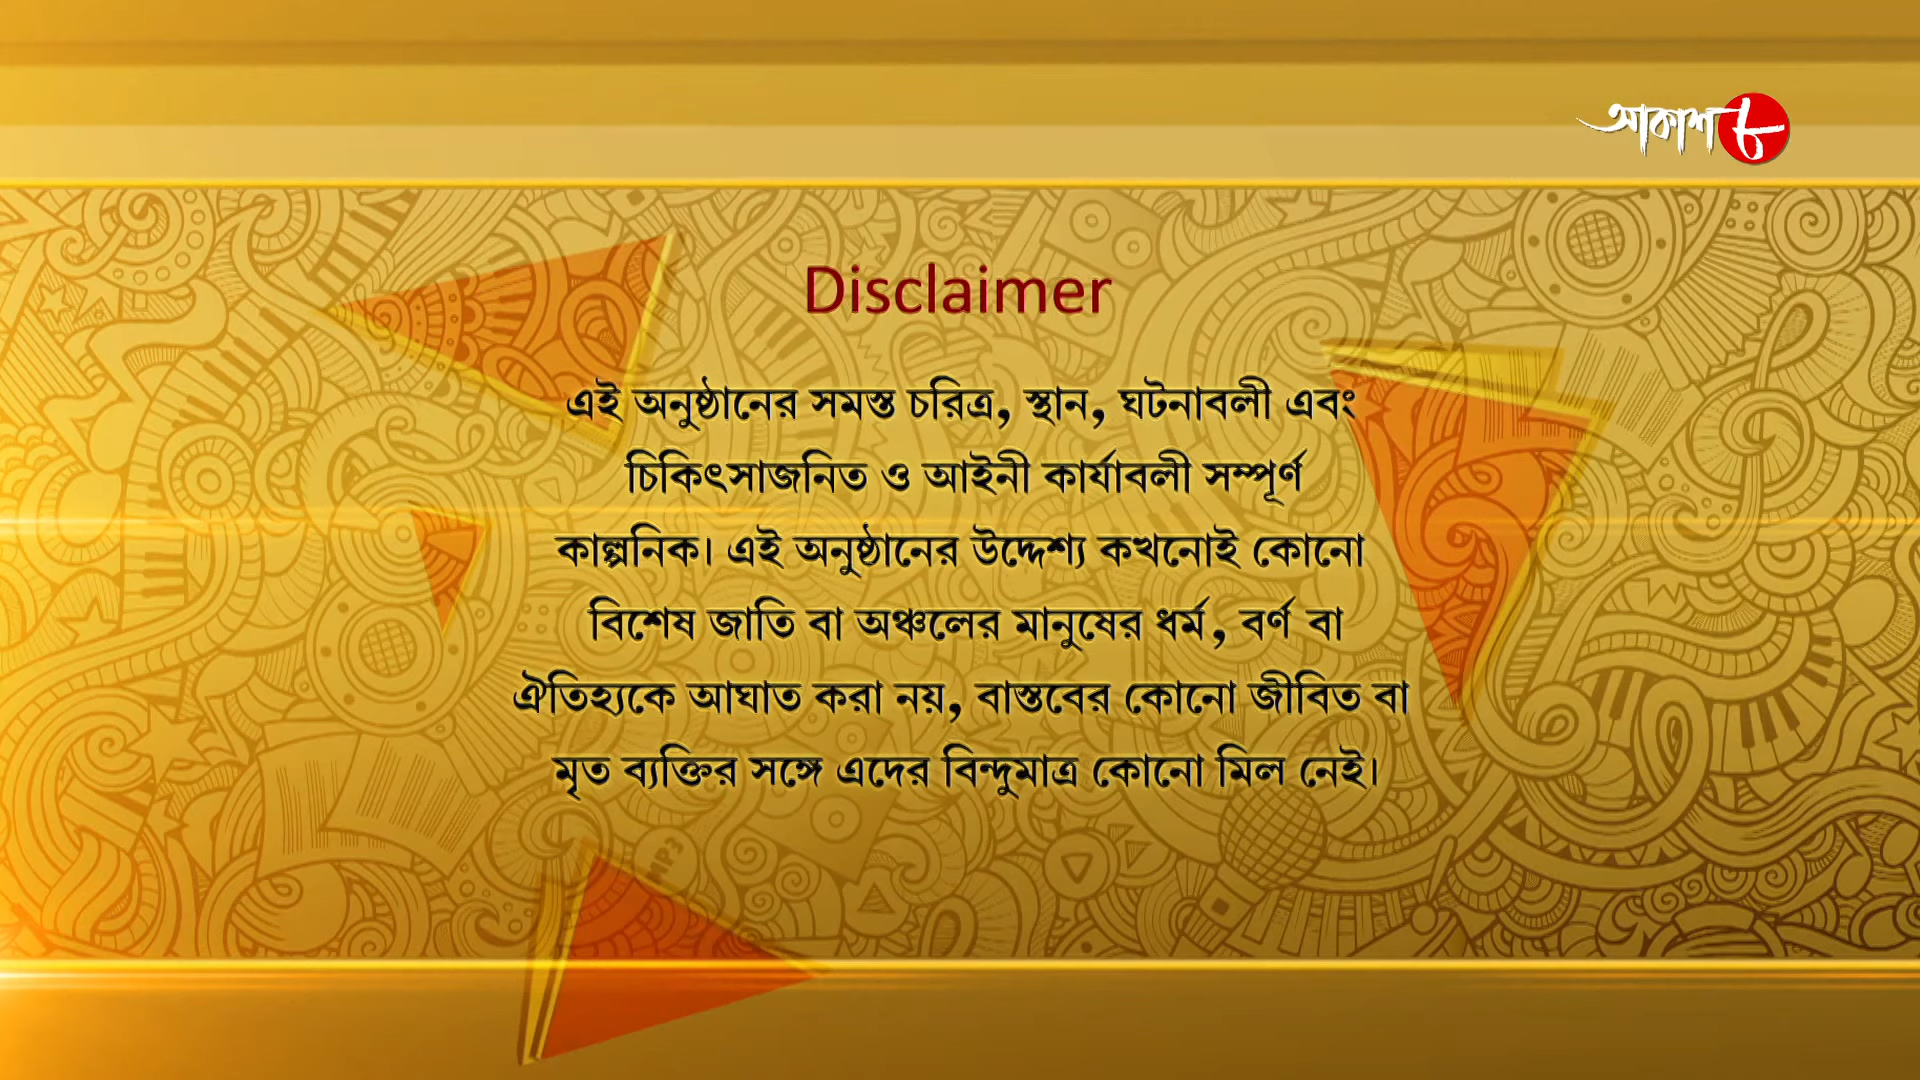 আকাশ ৮
Disclaimer
এই অনুষ্ঠানের সমস্ত চরিত্র, স্থান, ঘটনাবলী এবং
চিকিৎসাজনিত ও আইনী কার্যাবলী সম্পূর্ণ
কাল্পনিক। এই অনুষ্ঠানের উদ্দেশ্য কখনোই কোনো
বিশেষ জাতি বা অঞ্চলের মানুষের ধর্ম, বর্ণ বা
ঐতিহ্যকে আঘাত করা নয়, বাস্তবের কোনো জীবিত বা
মৃত ব্যক্তির সঙ্গে এদের বিন্দুমাত্র কোনো মিল নেই।
MP3